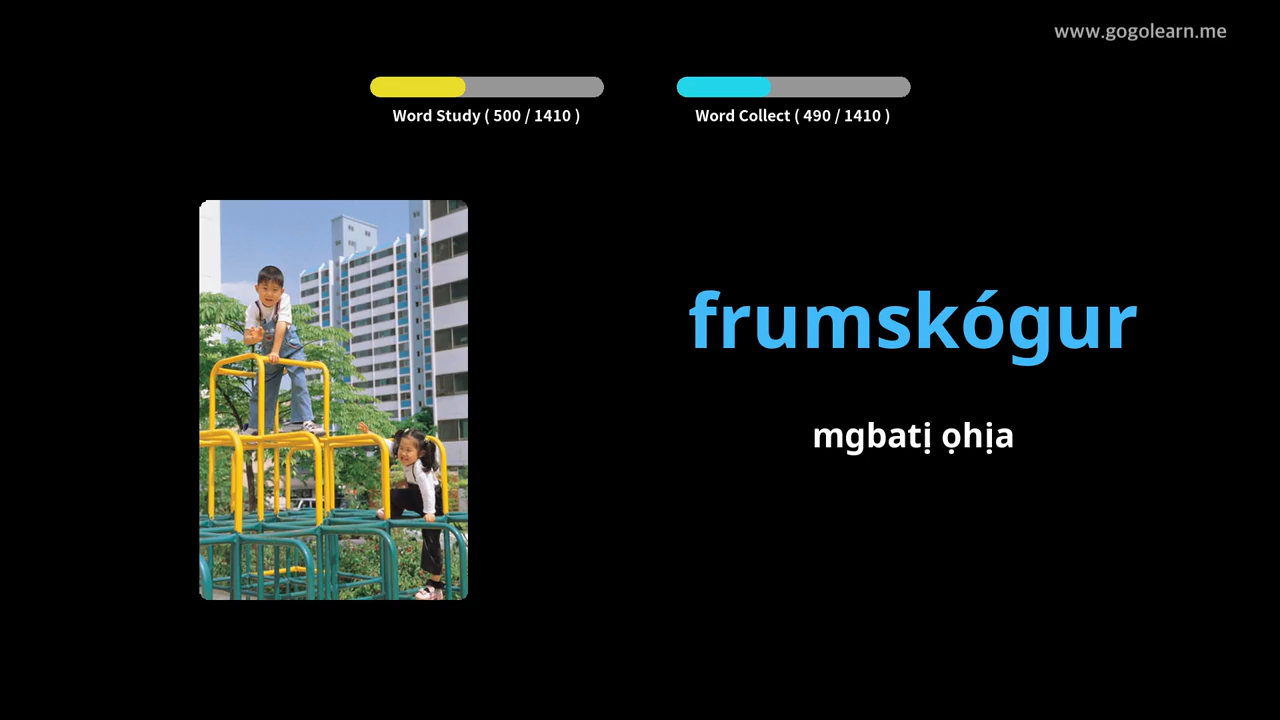 www.gogolearn.me
Word Study ( 500 / 1410 )
Word Collect ( 490 / 1410 )
frumskógur
mgbatị ọhịa